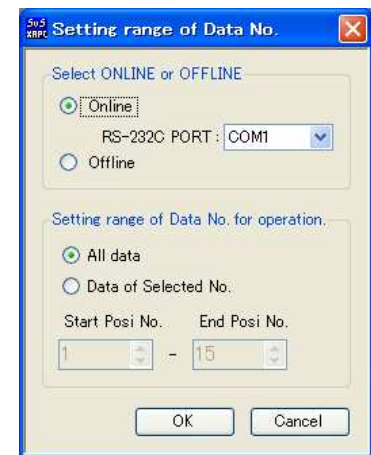 SUS XRPC Setting range of Data No.
Select ONLINE or OFFLINE
Online
RS-232C PORT : COM1
Offline
Setting range of Data No. for operation.
All data
Data of Selected No.
Start Posi No. End Posi No.
1 - 15
OK Cancel